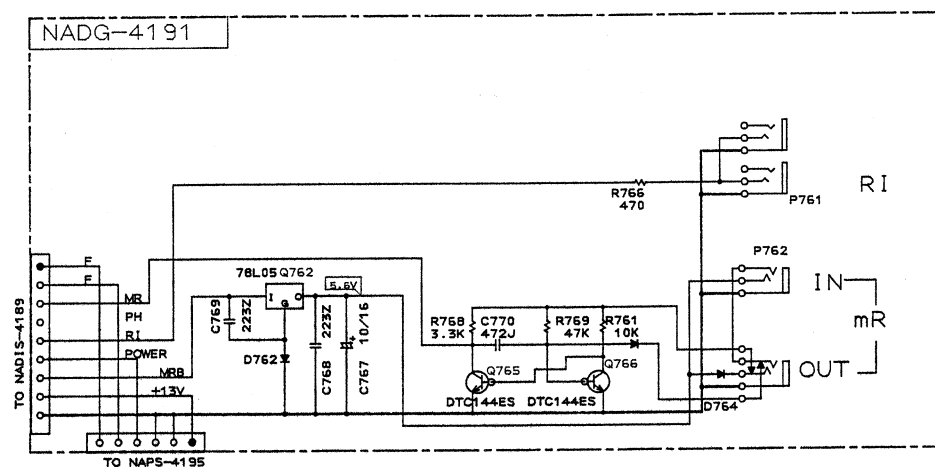 NADG-4191
RI
R766
470
P761
P762
IN
mR
OUT
D764
TO NADIS-4189
F
F
MR
PH
RI
POWER
MRB
+13V
TO NAPS-4195
78L05 Q762
I
G
O
5.6V
C769
223Z
D762
223Z
C768
10/16
+
C767
R768
3.3K
C770
472J
R769
47K
R761
10K
Q765
Q766
DTC144ES
DTC144ES